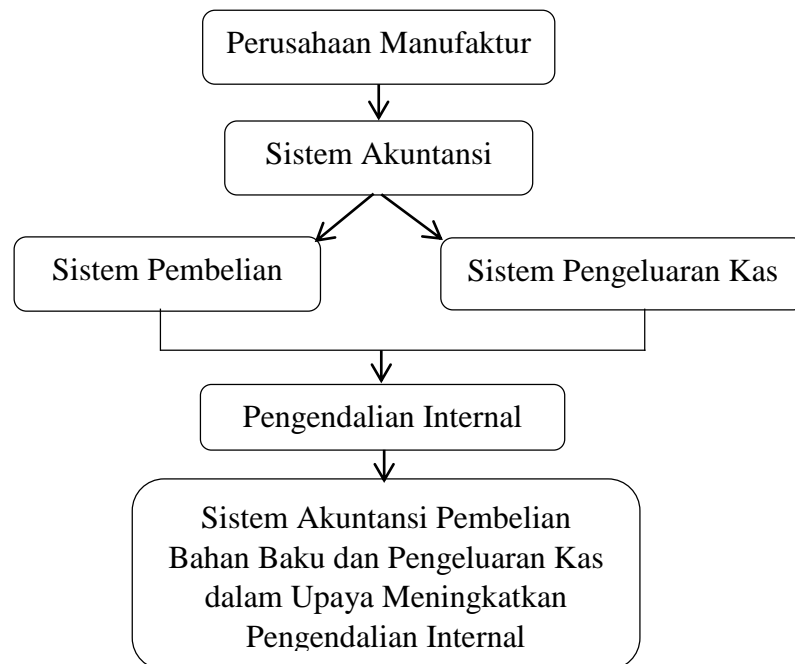 Perusahaan Manufaktur
Sistem Akuntansi
Sistem Pembelian
Sistem Pengeluaran Kas
Pengendalian Internal
Sistem Akuntansi Pembelian
Bahan Baku dan Pengeluaran Kas
dalam Upaya Meningkatkan
Pengendalian Internal